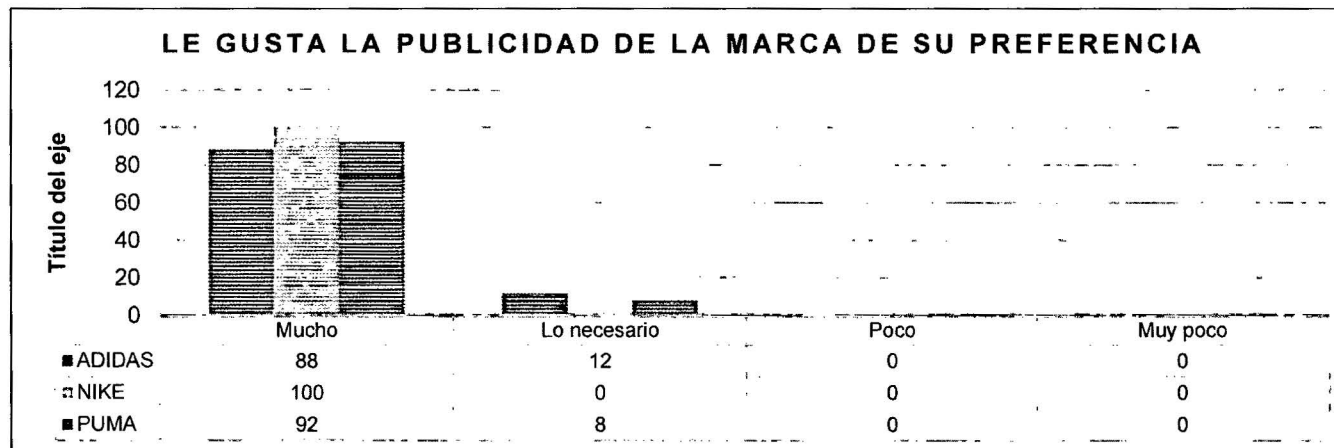 LE GUSTA LA PUBLICIDAD DE LA MARCA DE SU PREFERENCIA
Título del eje
120
100
80
60
40
20
0
Mucho Lo necesario Poco Muy poco
ADIDAS 88 12 0 0
NIKE 100 0 0 0
PUMA 92 8 0 0